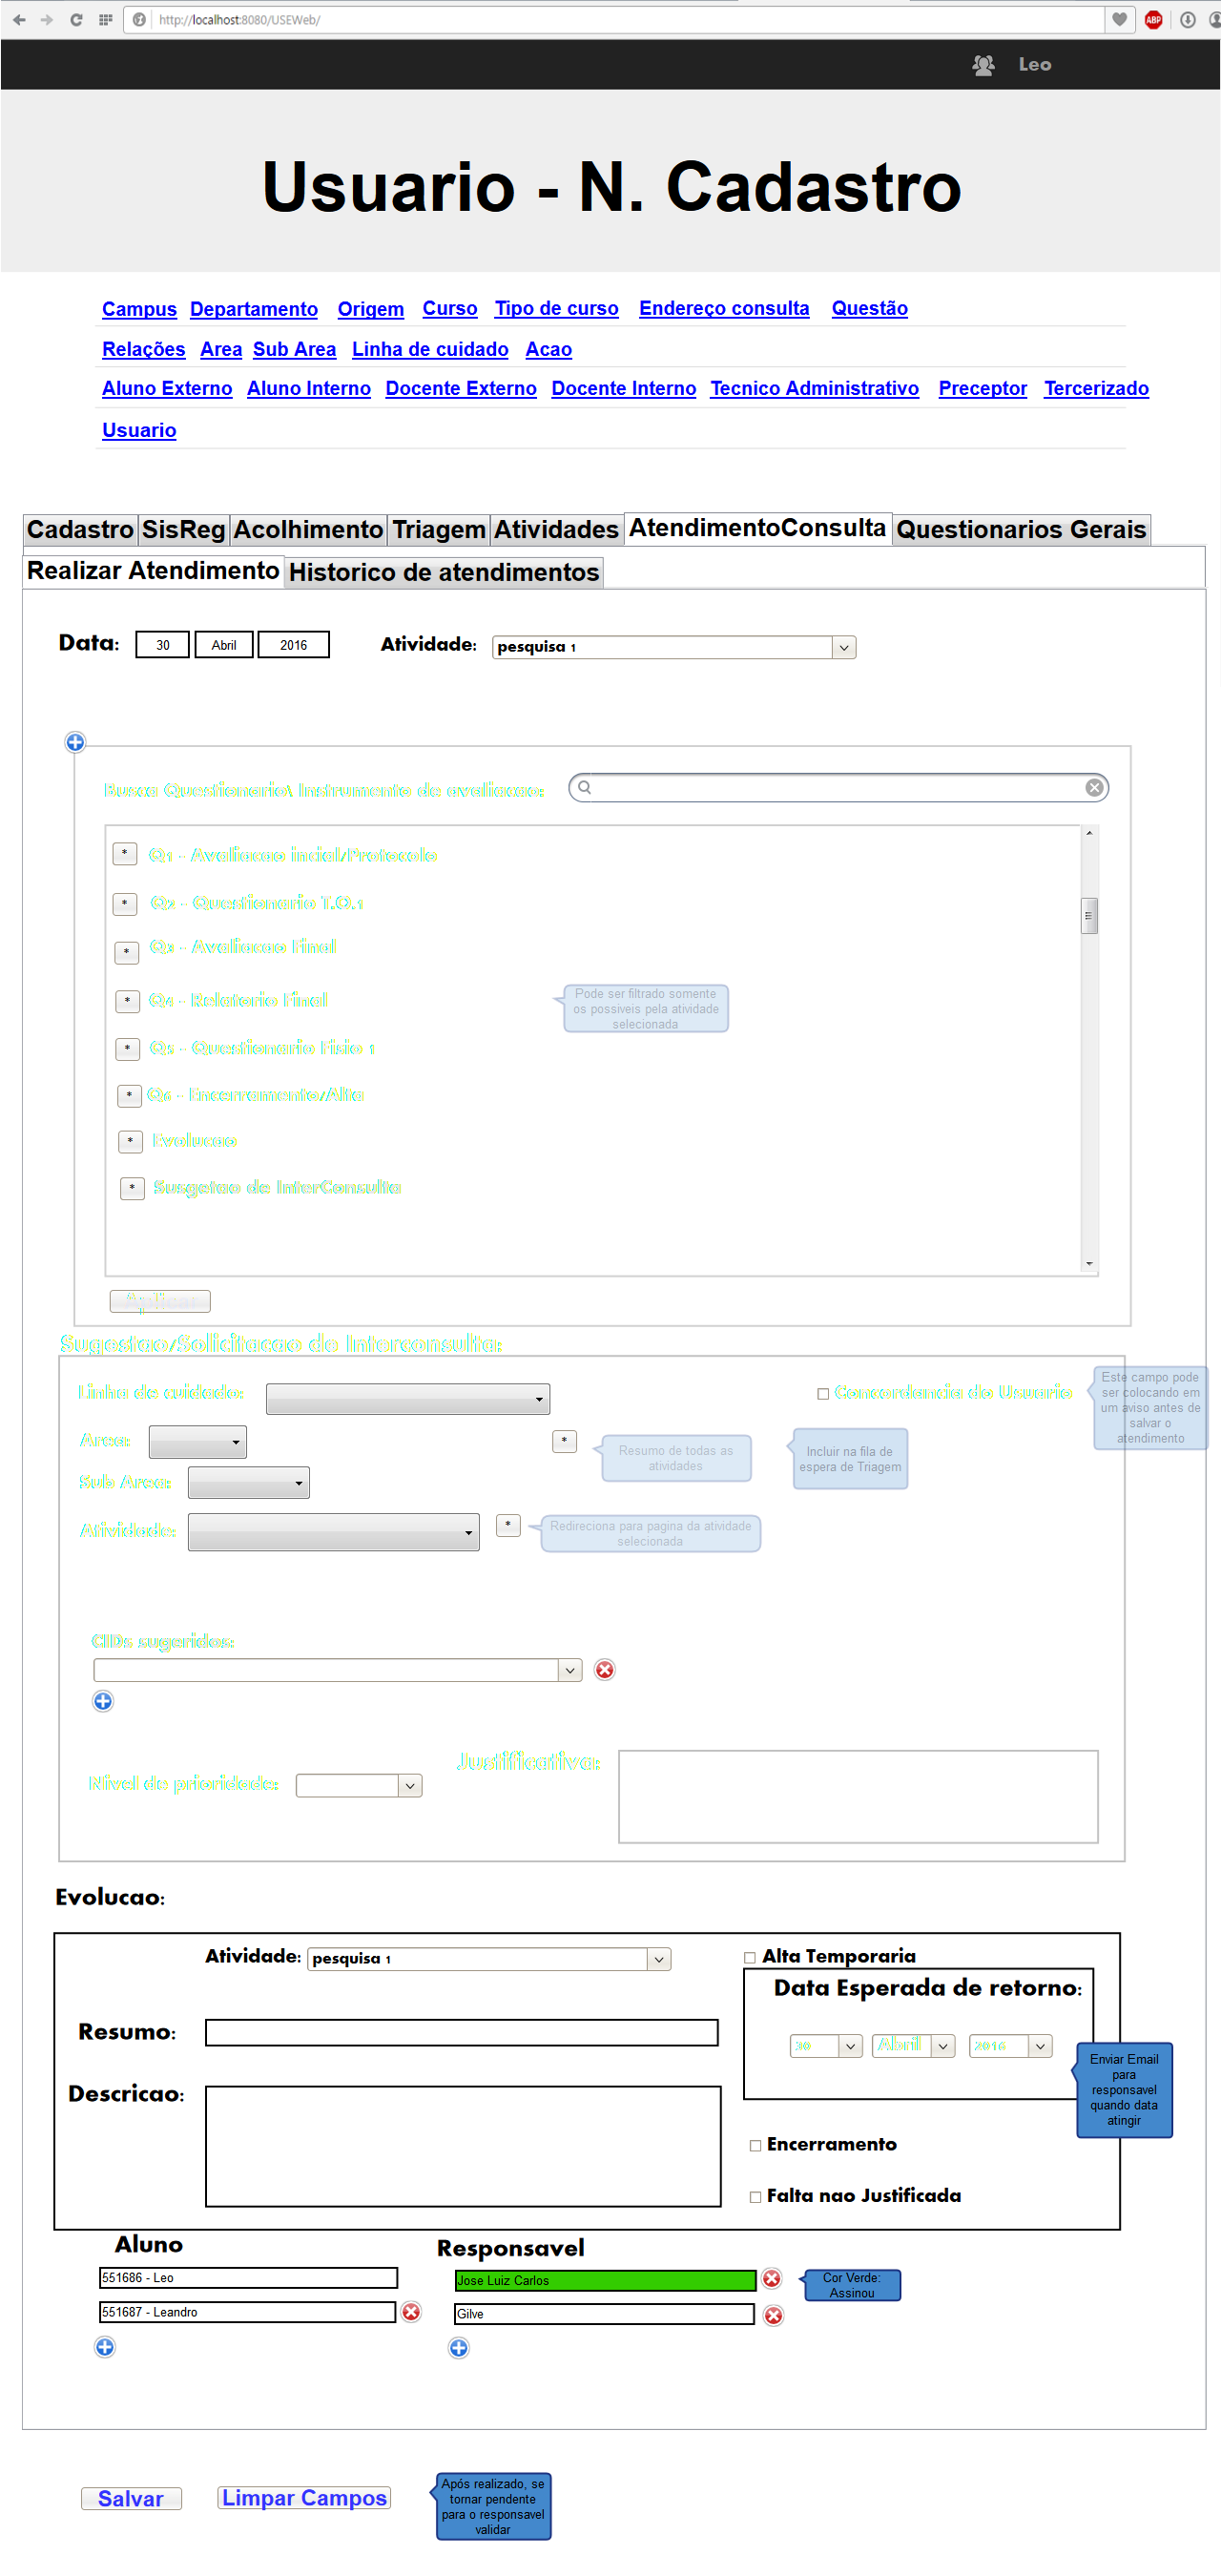 http://localhost:8080/USEWeb/
ABP
Leo
Usuario - N. Cadastro
Campus Departamento Origem Curso Tipo de curso Endereço consulta Questão
Relações Area Sub Area Linha de cuidado Acao
Aluno Externo Aluno Interno Docente Externo Docente Interno Tecnico Administrativo Preceptor Tercerizado
Usuario
Cadastro SisReg Acolhimento Triagem Atividades AtendimentoConsulta Questionarios Gerais
Realizar Atendimento Historico de atendimentos
Data: 30 Abril 2016 Atividade: pesquisa 1
Busca Questionario\ Instrumento de avaliacao:
* Q1 - Avaliacao incial/Protocolo
* Q2 - Questionario T.O.1
* Q3 - Avaliacao Final
* Q4 - Relatorio Final
Pode ser filtrado somente
os possiveis pela atividade
selecionada
* Q5 - Questionario Fisio 1
* Q6 - Encerramento/Alta
* Evolucao
* Susgetao de InterConsulta
Aplicar
Sugestao/Solicitacao de Interconsulta:
Linha de cuidado:
Concordancia do Usuario
Este campo pode
ser colocando em
um aviso antes de
salvar o
atendimento
Area:
*
Resumo de todas as
atividades
Incluir na fila de
espera de Triagem
Sub Area:
Atividade:
*
Redireciona para pagina da atividade
selecionada
CIDs sugeridos:
Nivel de prioridade:
Justificativa:
Evolucao:
Atividade: pesquisa 1
Alta Temporaria
Data Esperada de retorno:
30 Abril 2016
Enviar Email
para
responsavel
quando data
atingir
Resumo:
Descricao:
Encerramento
Falta nao Justificada
Aluno
551686 - Leo
551687 - Leandro
Responsavel
Jose Luiz Carlos
Gilve
Cor Verde:
Assinou
Salvar Limpar Campos
Após realizado, se
tornar pendente
para o responsavel
validar